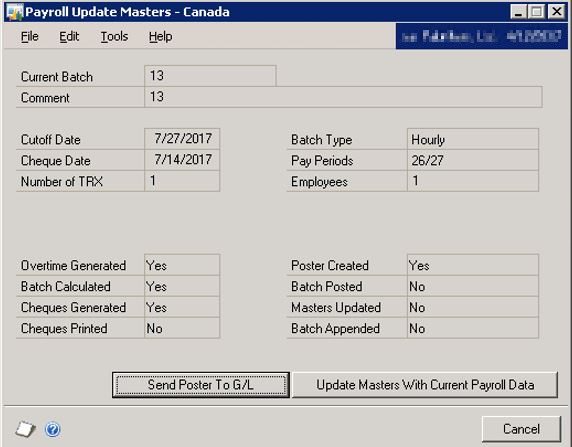 Payroll Update Masters - Canada
File Edit Tools Help
Current Batch 13
Comment 13
Cutoff Date 7/27/2017 Batch Type Hourly
Cheque Date 7/14/2017 Pay Periods 26/27
Number of TRX 1 Employees 1
Overtime Generated Yes Poster Created Yes
Batch Calculated Yes Batch Posted No
Cheques Generated Yes Masters Updated No
Cheques Printed No Batch Appended No
Send Poster To G/L Update Masters With Current Payroll Data
Cancel